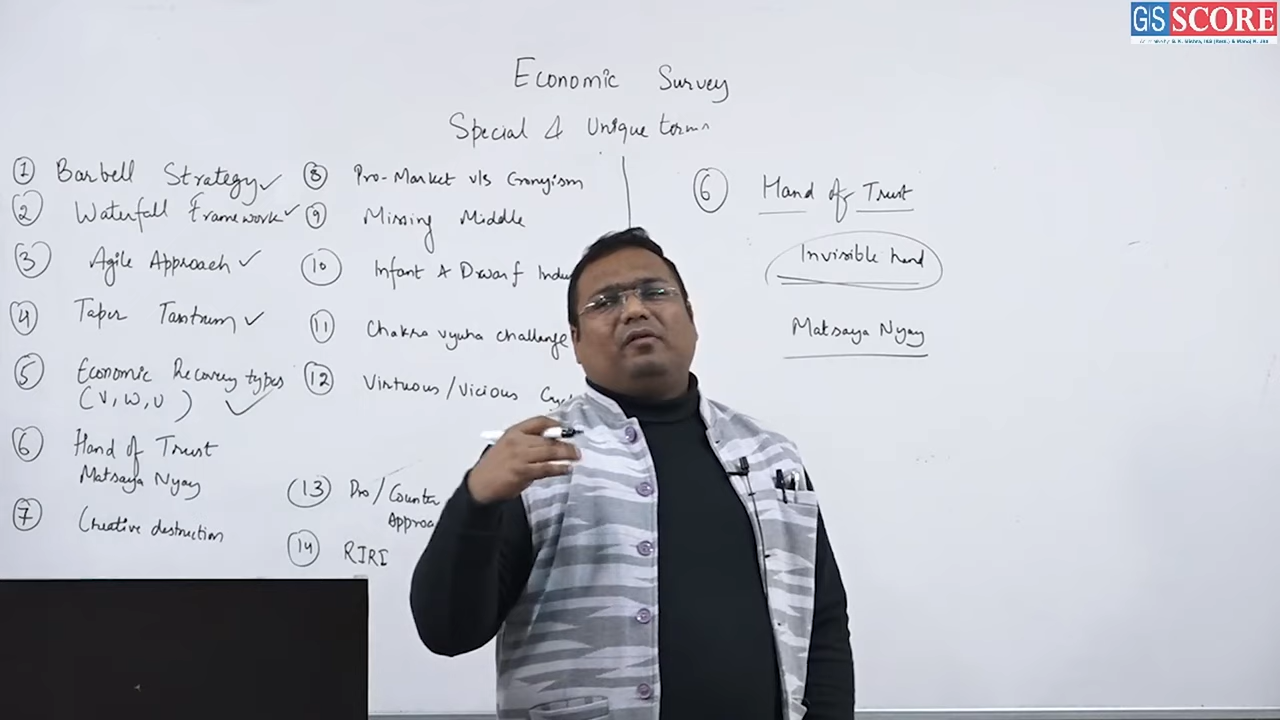 GS SCORE
Economic Survey
Special & Unique terms
1 Barbell Strategy ✓
2 Waterfall Framework ✓
3 Agile Approach ✓
4 Taper Tantrum ✓
5 Economic Recovery types
(V, W, U) ✓
6 Hand of Trust
Matsaya Nyay
7 Creative destruction
8 Pro-Market v/s Cronyism
9 Missing Middle
10 Infant & Dwarf Indu
11 Chakra vyuha challenge
12 Virtuous/Vicious Cyc
13 Pro/Counter
Approa
14 RIRI
6 Hand of Trust
Invisible hand
Matsaya Nyay